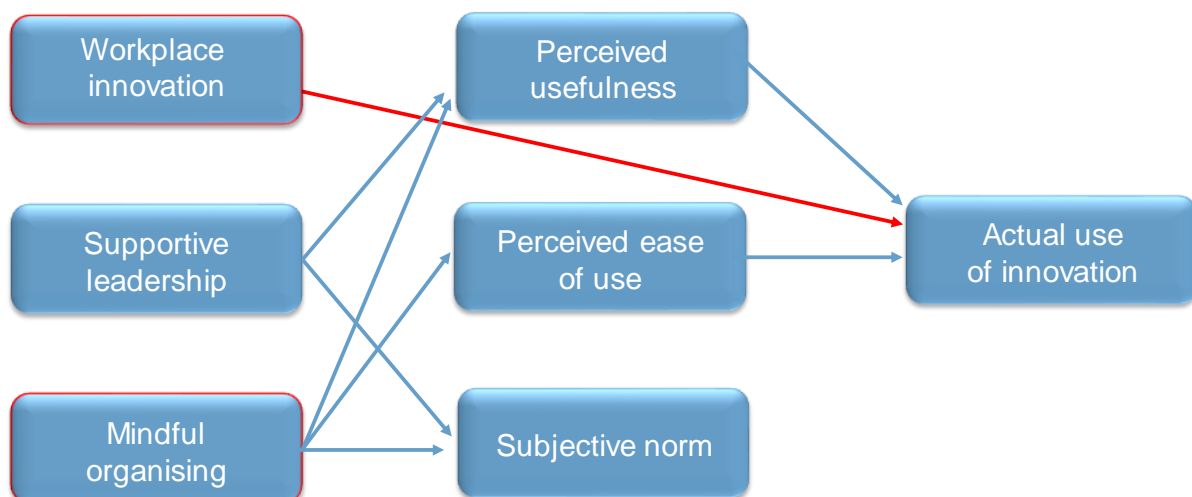 Workplace
innovation
Perceived
usefulness
Supportive
leadership
Perceived ease
of use
Actual use
of innovation
Mindful
organising
Subjective norm